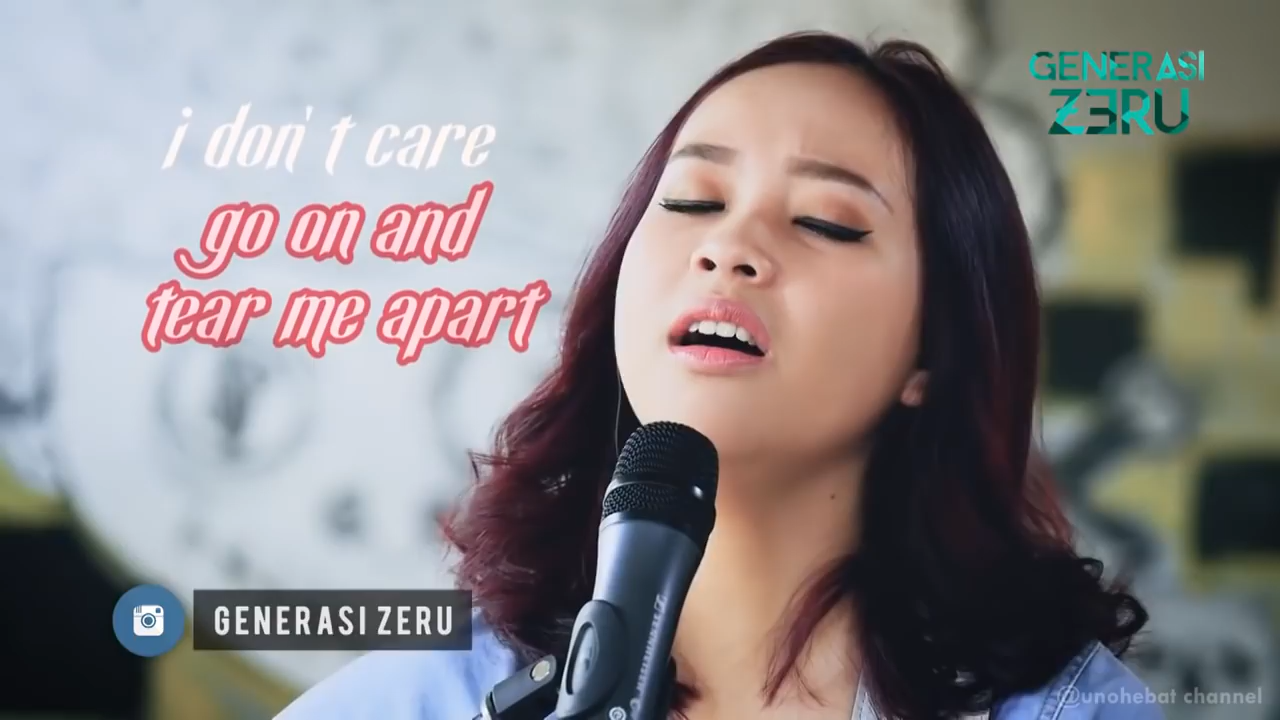 GENERASI
ZERU
i don't care
go on and
tear me apart
GENERASI ZERU
@unohebat channel